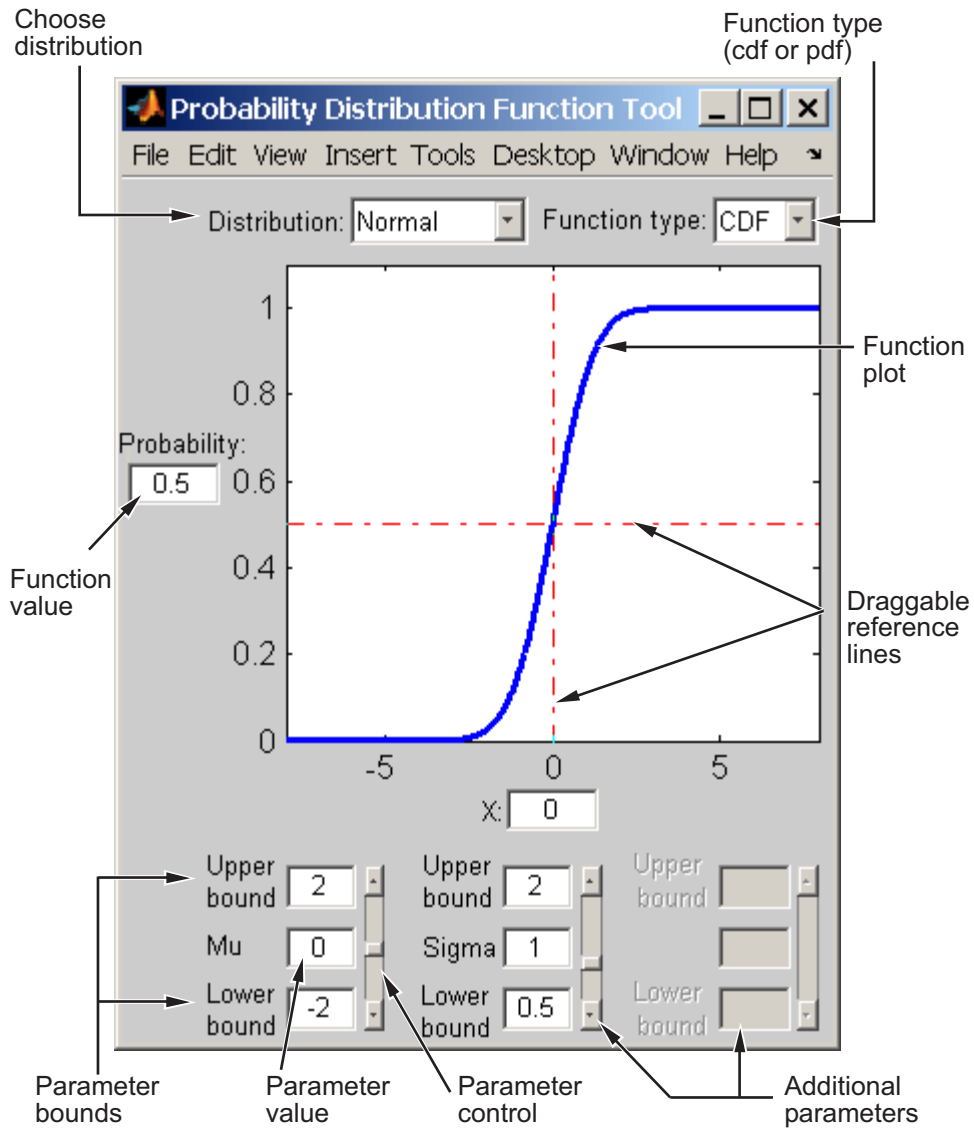 Choose
distribution
Function type
(cdf or pdf)
Probability Distribution Function Tool
File Edit View Insert Tools Desktop Window Help
Distribution: Normal Function type: CDF
1
0.8
0.6
0.4
0.2
0
Probability:
0.5
Function
value
Function
plot
Draggable
reference
lines
-5 0 5
X: 0
Upper
bound 2
Mu 0
Lower
bound -2
Upper
bound 2
Sigma 1
Lower
bound 0.5
Upper
bound
Lower
bound
Parameter
bounds
Parameter
value
Parameter
control
Additional
parameters